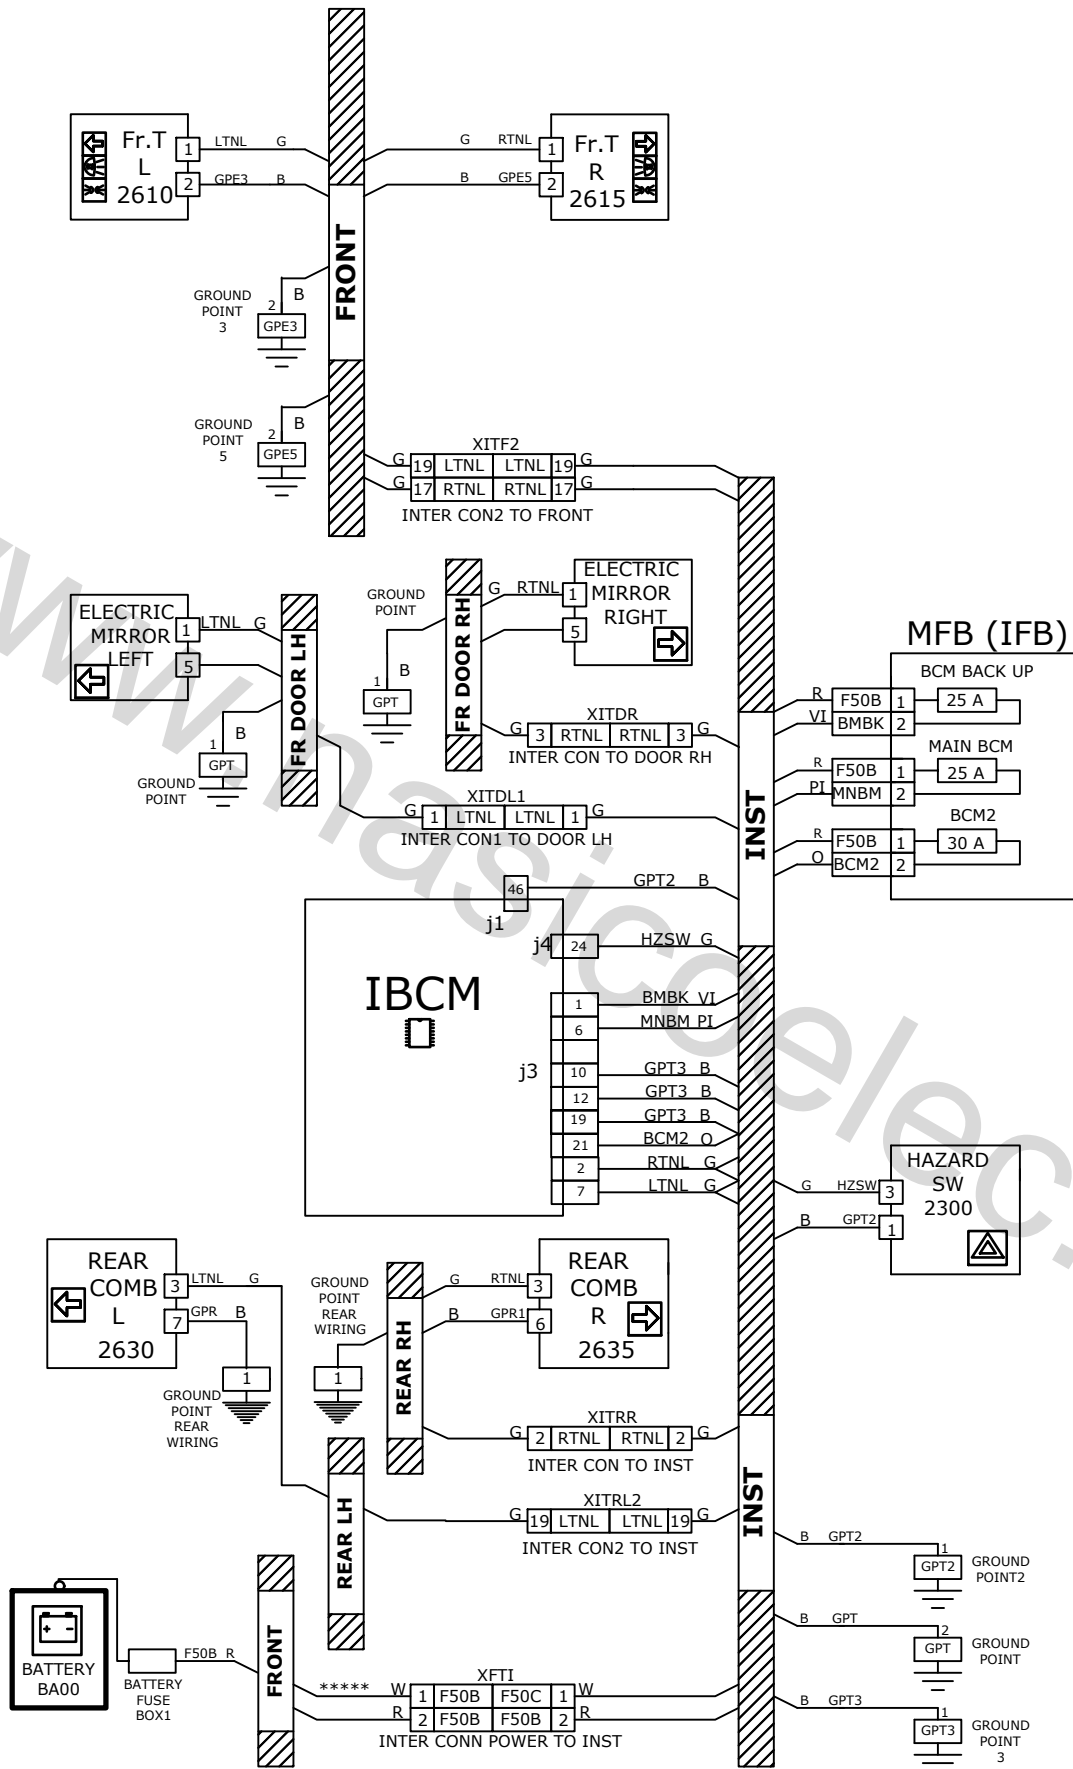 Fr.T
L
2610
1
2
LTNL G
GPE3 B
G RTNL
B GPE5
1
2
Fr.T
R
2615
FRONT
GROUND
POINT
3
2
B
GPE3
GROUND
POINT
5
2
B
GPE5
XITF2
G 19 LTNL LTNL 19 G
G 17 RTNL RTNL 17 G
INTER CON2 TO FRONT
ELECTRIC
MIRROR
LEFT
1
5
LTNL G
1
B
GPT
GROUND
POINT
FR DOOR LH
GROUND
POINT
1
B
GPT
FR DOOR RH
G RTNL
1
5
ELECTRIC
MIRROR
RIGHT
XITDR
G 3 RTNL RTNL 3 G
INTER CON TO DOOR RH
XITDL1
G 1 LTNL LTNL 1 G
INTER CON1 TO DOOR LH
INST
MFB (IFB)
BCM BACK UP
R F50B 1 25 A
VI BMBK 2
MAIN BCM
R F50B 1 25 A
PI MNBM 2
BCM2
R F50B 1 30 A
O BCM2 2
46
GPT2 B
j1
j4
24
HZSW G
IBCM
1
BMBK VI
6
MNBM PI
j3
10
GPT3 B
12
GPT3 B
19
GPT3 B
21
BCM2 O
2
RTNL G
7
LTNL G
G HZSW 3
B GPT2 1
HAZARD
SW
2300
REAR
COMB
L
2630
3
7
LTNL G
GPR B
1
GROUND
POINT
REAR
WIRING
GROUND
POINT
REAR
WIRING
1
REAR RH
G RTNL 3
B GPR1 6
REAR
COMB
R
2635
XITRR
G 2 RTNL RTNL 2 G
INTER CON TO INST
REAR LH
XITRL2
G 19 LTNL LTNL 19 G
INTER CON2 TO INST
INST
B GPT2
1
GPT2
GROUND
POINT2
B GPT
2
GPT
GROUND
POINT
B GPT3
1
GPT3
GROUND
POINT
3
BATTERY
BA00
BATTERY
FUSE
BOX1
F50B R
FRONT
XFTI
***** W 1 F50B F50C 1 W
R 2 F50B F50B 2 R
INTER CONN POWER TO INST
www.nasicoelec.